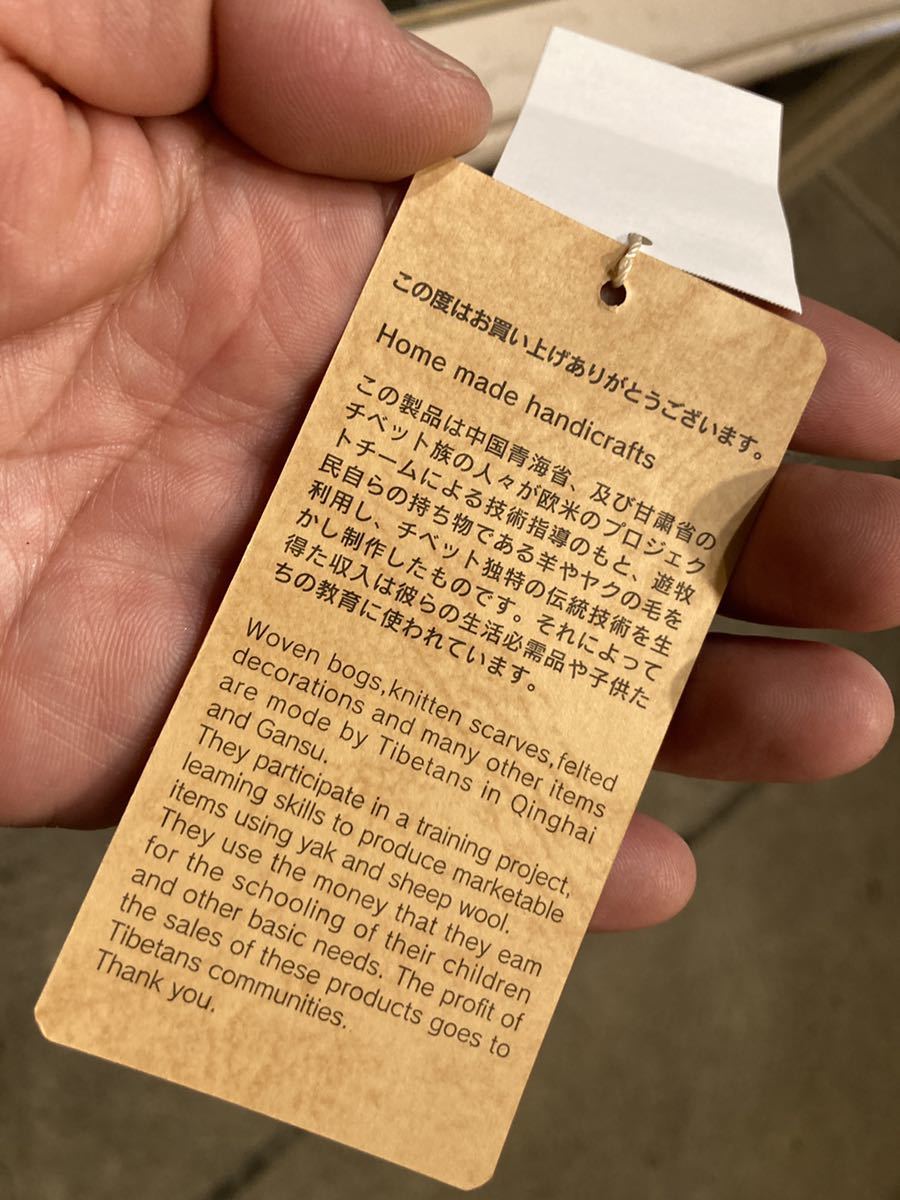 この度はお買い上げありがとうございます。
Home made handicrafts
この製品は中国青海省、及び甘粛省の
チベット族の人々が欧米のプロジェク
トチームによる技術指導のもと、遊牧
民自らの持ち物である羊やヤクの毛を
利用し、チベット独特の伝統技術を生
かし制作したものです。それによって
得た収入は彼らの生活必需品や子供た
ちの教育に使われています。
Woven bogs,knitten scarves,felted
decorations and many other items
are mode by Tibetans in Qinghai
and Gansu.
They participate in a training project,
leaming skills to produce marketable
items using yak and sheep wool.
They use the money that they eam
for the schooling of their children
and other basic needs. The profit of
the sales of these products goes to
Tibetans communities.
Thank you.